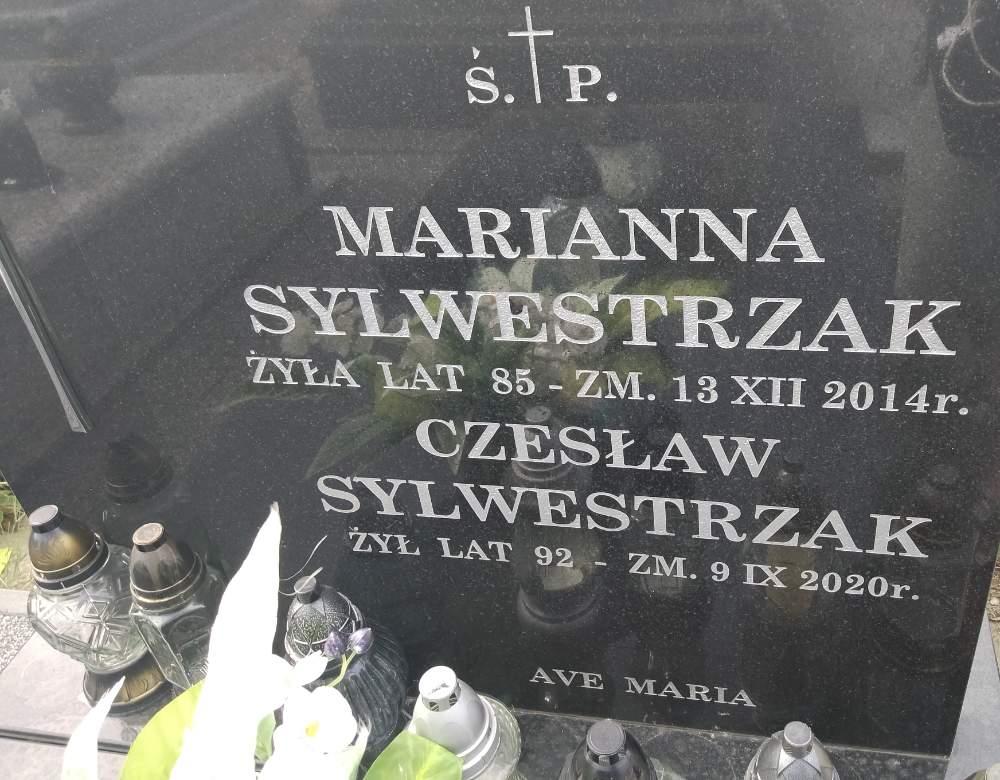 Ś. P.
MARIANNA
SYLWESTRZAK
ŻYŁA LAT 85 - ZM. 13 XII 2014r.
CZESŁAW
SYLWESTRZAK
ŻYŁ LAT 92 - ZM. 9 IX 2020r.
AVE MARIA